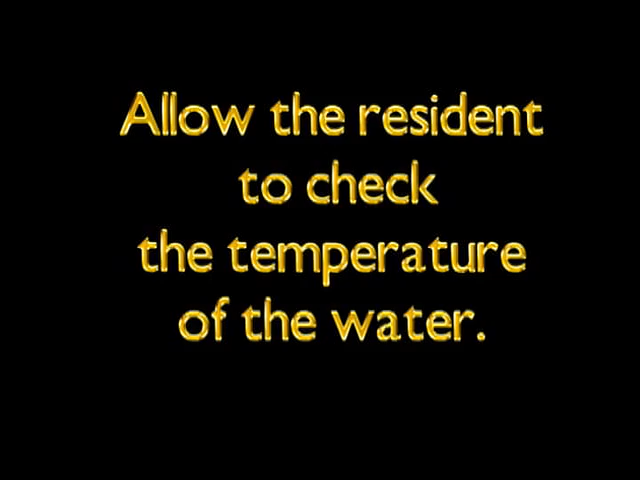 Allow the resident
to check
the temperature
of the water.